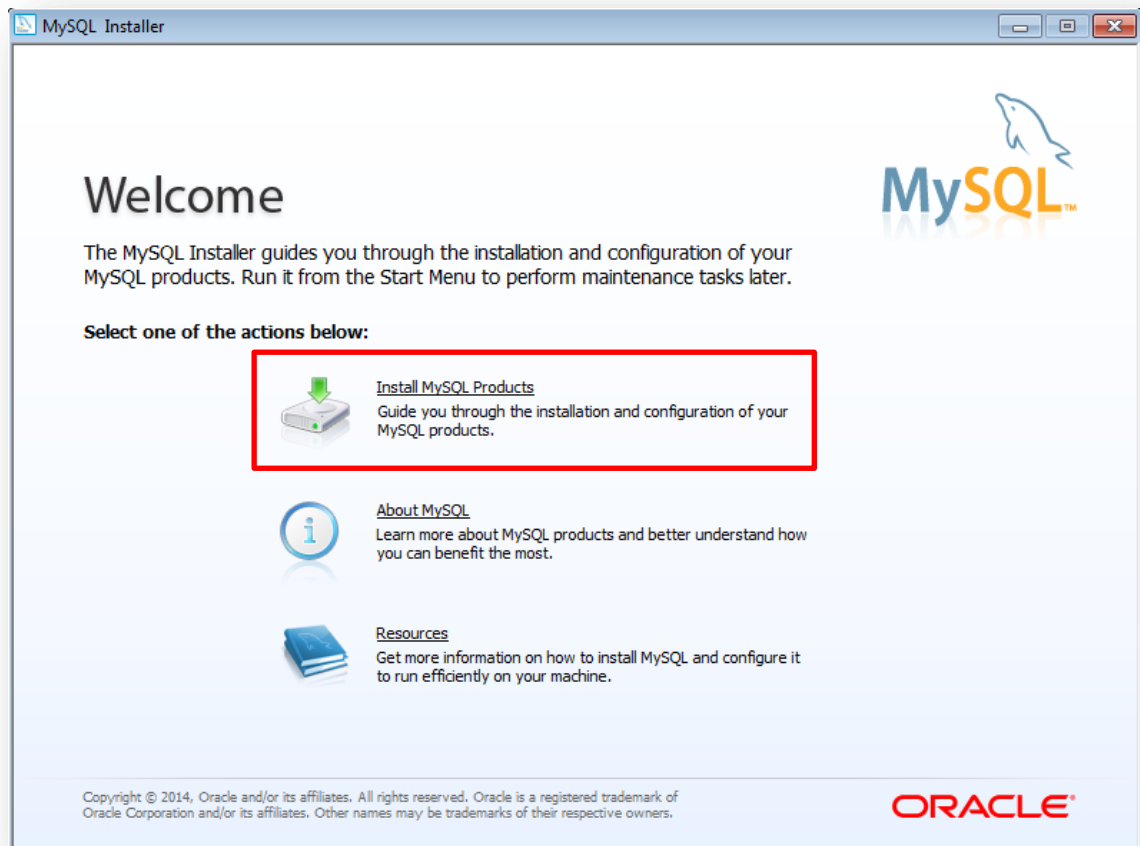 MySQL Installer
MySQL™
Welcome
The MySQL Installer guides you through the installation and configuration of your
MySQL products. Run it from the Start Menu to perform maintenance tasks later.
Select one of the actions below:
Install MySQL Products
Guide you through the installation and configuration of your
MySQL products.
About MySQL
Learn more about MySQL products and better understand how
you can benefit the most.
Resources
Get more information on how to install MySQL and configure it
to run efficiently on your machine.
Copyright © 2014, Oracle and/or its affiliates. All rights reserved. Oracle is a registered trademark of
Oracle Corporation and/or its affiliates. Other names may be trademarks of their respective owners.
ORACLE®